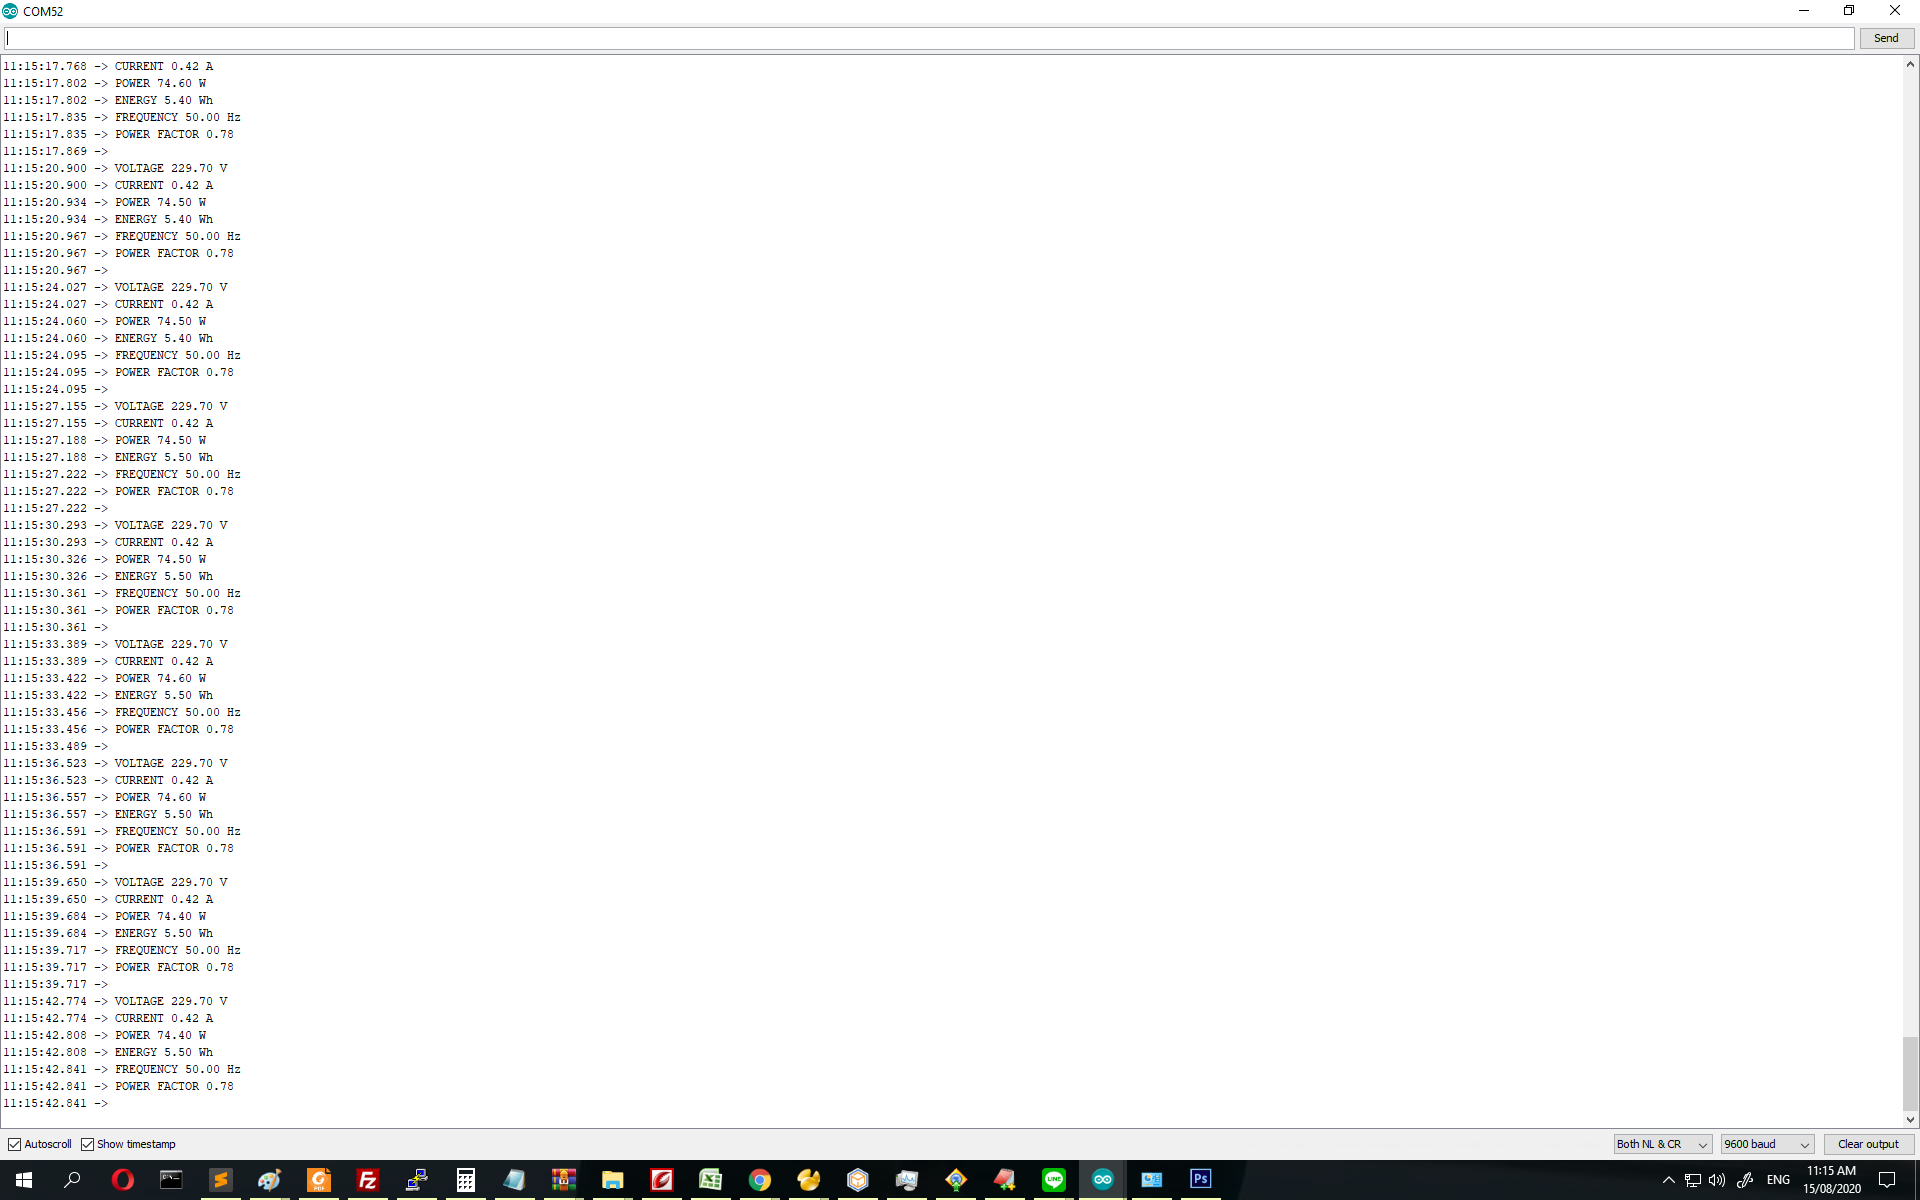 COM52
Send
11:15:17.768 -> CURRENT 0.42 A
11:15:17.802 -> POWER 74.60 W
11:15:17.802 -> ENERGY 5.40 Wh
11:15:17.835 -> FREQUENCY 50.00 Hz
11:15:17.835 -> POWER FACTOR 0.78
11:15:17.869 ->
11:15:20.900 -> VOLTAGE 229.70 V
11:15:20.900 -> CURRENT 0.42 A
11:15:20.934 -> POWER 74.50 W
11:15:20.934 -> ENERGY 5.40 Wh
11:15:20.967 -> FREQUENCY 50.00 Hz
11:15:20.967 -> POWER FACTOR 0.78
11:15:20.967 ->
11:15:24.027 -> VOLTAGE 229.70 V
11:15:24.027 -> CURRENT 0.42 A
11:15:24.060 -> POWER 74.50 W
11:15:24.060 -> ENERGY 5.40 Wh
11:15:24.095 -> FREQUENCY 50.00 Hz
11:15:24.095 -> POWER FACTOR 0.78
11:15:24.095 ->
11:15:27.155 -> VOLTAGE 229.70 V
11:15:27.155 -> CURRENT 0.42 A
11:15:27.188 -> POWER 74.50 W
11:15:27.188 -> ENERGY 5.50 Wh
11:15:27.222 -> FREQUENCY 50.00 Hz
11:15:27.222 -> POWER FACTOR 0.78
11:15:27.222 ->
11:15:30.293 -> VOLTAGE 229.70 V
11:15:30.293 -> CURRENT 0.42 A
11:15:30.326 -> POWER 74.50 W
11:15:30.326 -> ENERGY 5.50 Wh
11:15:30.361 -> FREQUENCY 50.00 Hz
11:15:30.361 -> POWER FACTOR 0.78
11:15:30.361 ->
11:15:33.389 -> VOLTAGE 229.70 V
11:15:33.389 -> CURRENT 0.42 A
11:15:33.422 -> POWER 74.60 W
11:15:33.422 -> ENERGY 5.50 Wh
11:15:33.456 -> FREQUENCY 50.00 Hz
11:15:33.456 -> POWER FACTOR 0.78
11:15:33.489 ->
11:15:36.523 -> VOLTAGE 229.70 V
11:15:36.523 -> CURRENT 0.42 A
11:15:36.557 -> POWER 74.60 W
11:15:36.557 -> ENERGY 5.50 Wh
11:15:36.591 -> FREQUENCY 50.00 Hz
11:15:36.591 -> POWER FACTOR 0.78
11:15:36.591 ->
11:15:39.650 -> VOLTAGE 229.70 V
11:15:39.650 -> CURRENT 0.42 A
11:15:39.684 -> POWER 74.40 W
11:15:39.684 -> ENERGY 5.50 Wh
11:15:39.717 -> FREQUENCY 50.00 Hz
11:15:39.717 -> POWER FACTOR 0.78
11:15:39.717 ->
11:15:42.774 -> VOLTAGE 229.70 V
11:15:42.774 -> CURRENT 0.42 A
11:15:42.808 -> POWER 74.40 W
11:15:42.808 -> ENERGY 5.50 Wh
11:15:42.841 -> FREQUENCY 50.00 Hz
11:15:42.841 -> POWER FACTOR 0.78
11:15:42.841 ->
Autoscroll Show timestamp Both NL & CR 9600 baud Clear output
ENG 11:15 AM
15/08/2020